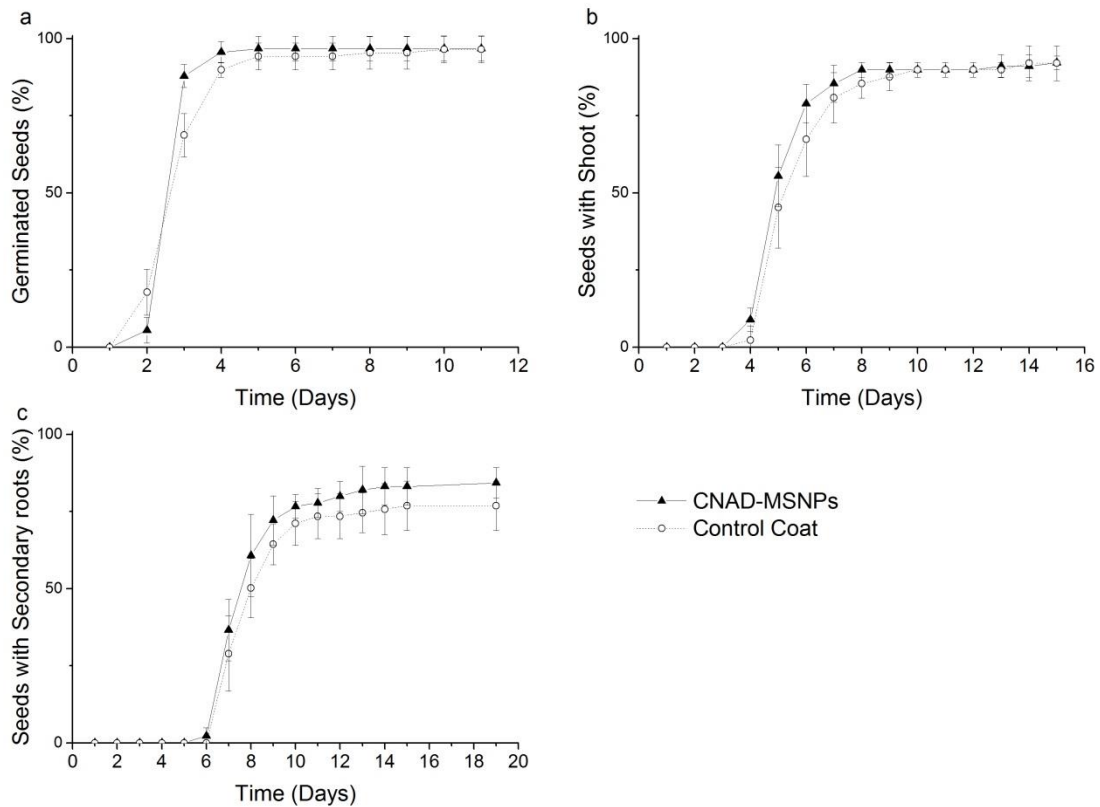 a
100
50
0
Germinated Seeds (%)
0 2 4 6 8 10 12
Time (Days)
b
100
50
0
Seeds with Shoot (%)
0 2 4 6 8 10 12 14 16
Time (Days)
c
100
50
0
Seeds with Secondary roots (%)
0 2 4 6 8 10 12 14 16 18 20
Time (Days)
CNAD-MSNPs
Control Coat